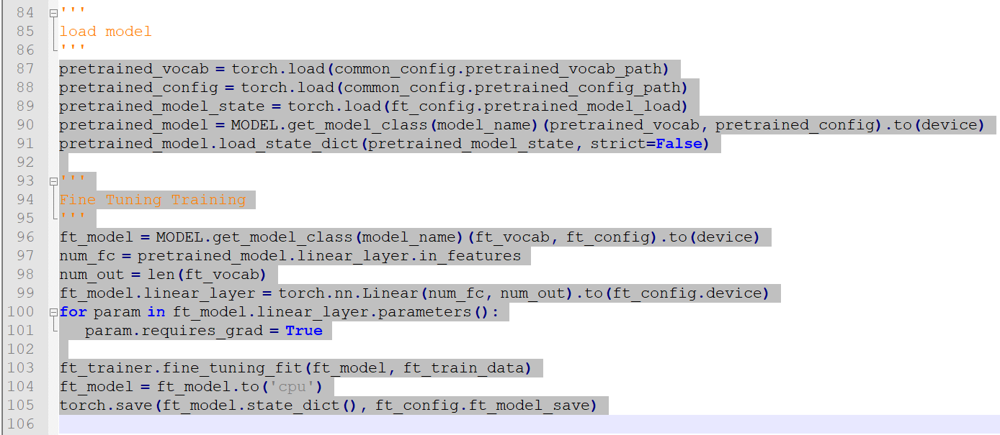 84 '''
85 load model
86 '''
87 pretrained_vocab = torch.load(common_config.pretrained_vocab_path)
88 pretrained_config = torch.load(common_config.pretrained_config_path)
89 pretrained_model_state = torch.load(ft_config.pretrained_model_load)
90 pretrained_model = MODEL.get_model_class(model_name)(pretrained_vocab, pretrained_config).to(device)
91 pretrained_model.load_state_dict(pretrained_model_state, strict=False)
92
93 '''
94 Fine Tuning Training
95 '''
96 ft_model = MODEL.get_model_class(model_name)(ft_vocab, ft_config).to(device)
97 num_fc = pretrained_model.linear_layer.in_features
98 num_out = len(ft_vocab)
99 ft_model.linear_layer = torch.nn.Linear(num_fc, num_out).to(ft_config.device)
100 for param in ft_model.linear_layer.parameters():
101    param.requires_grad = True
102
103 ft_trainer.fine_tuning_fit(ft_model, ft_train_data)
104 ft_model = ft_model.to('cpu')
105 torch.save(ft_model.state_dict(), ft_config.ft_model_save)
106